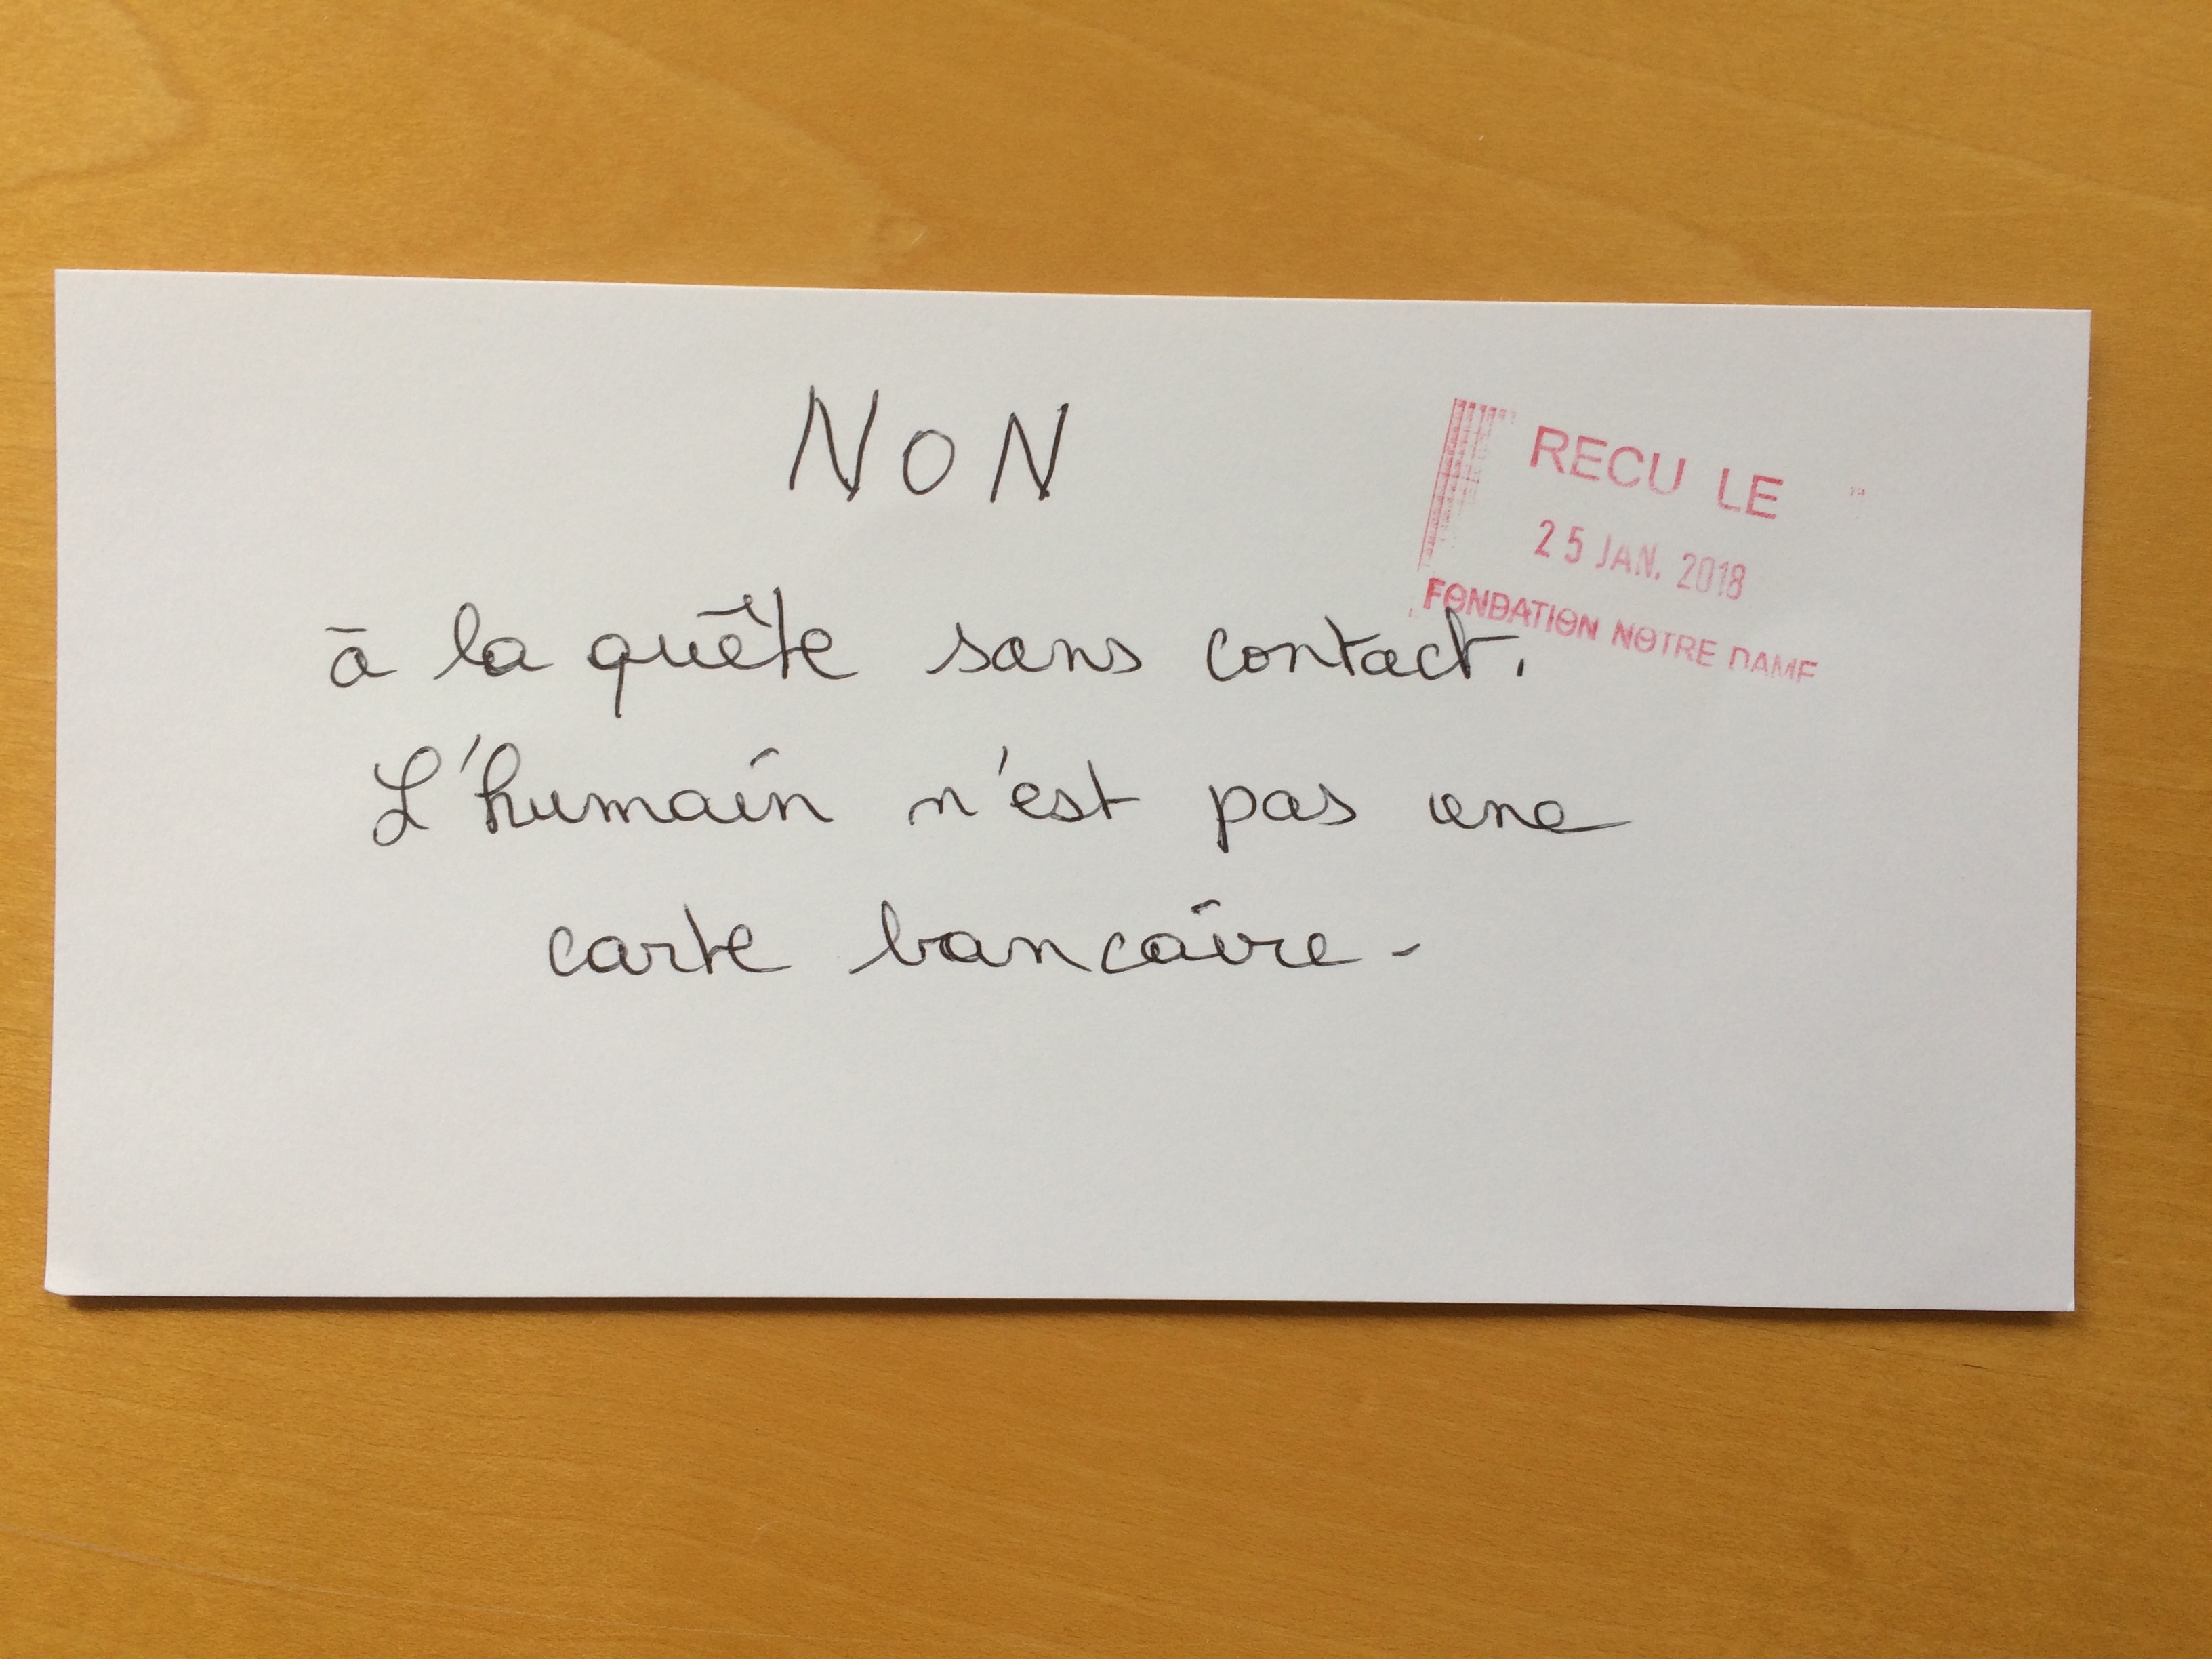 NON
RECU LE
25 JAN. 2018
FONDATION NOTRE DAME
à la quête sans contact.
L'humain n'est pas une
carte bancaire -